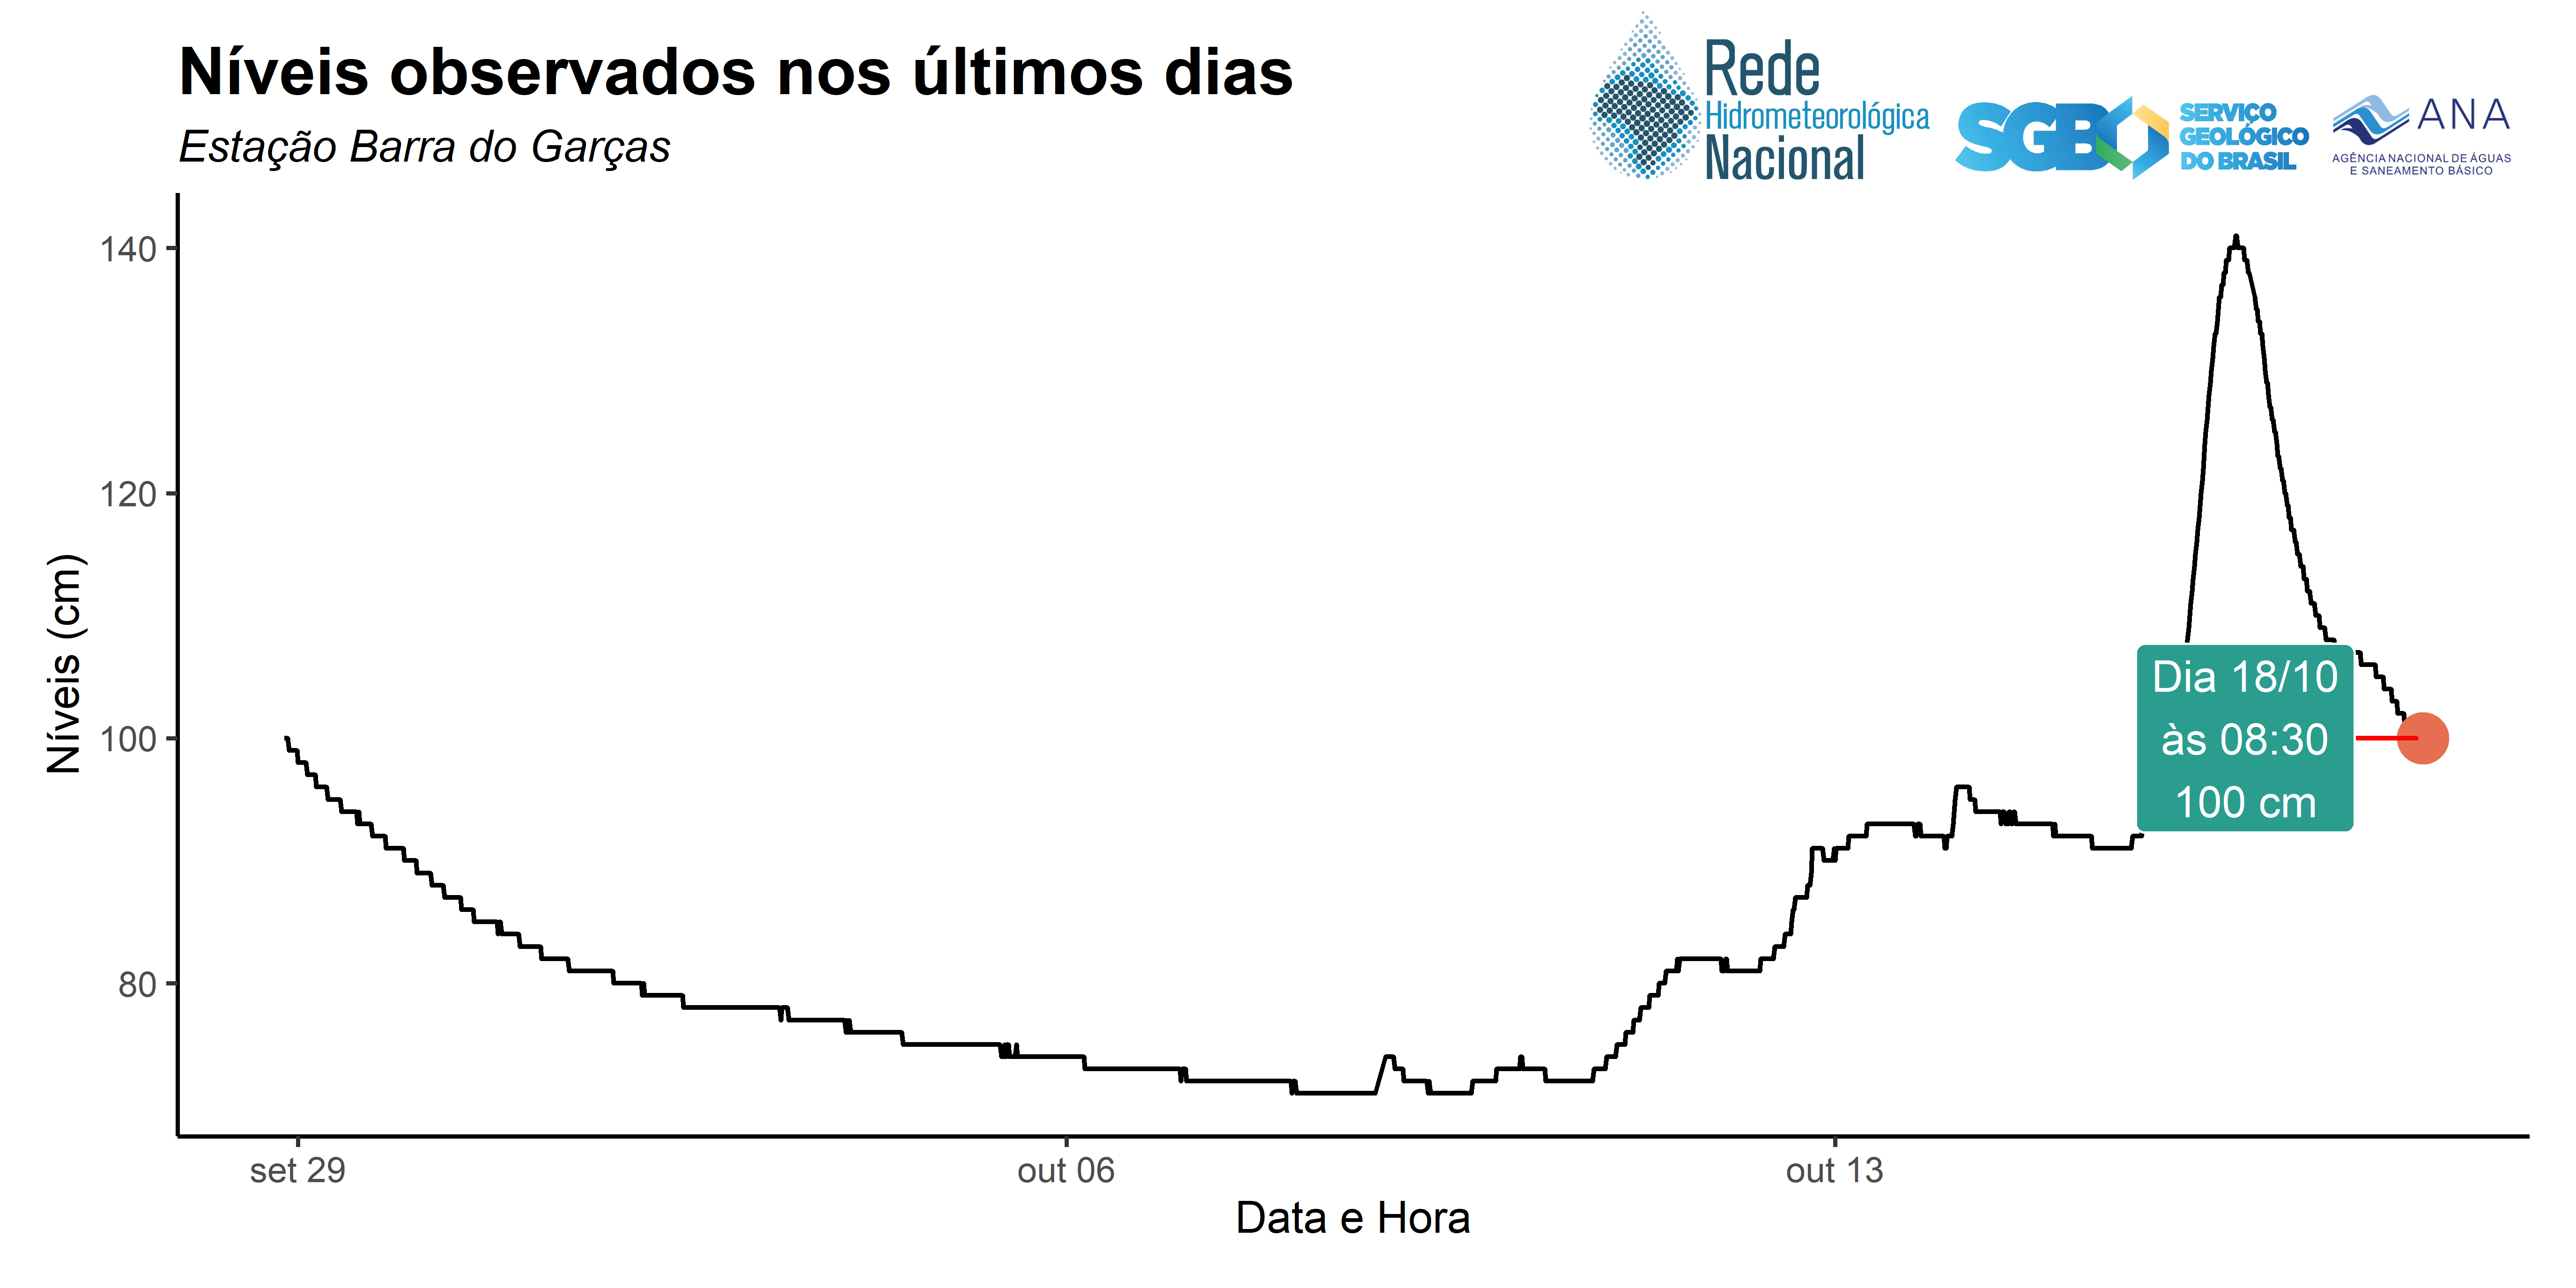 Níveis observados nos últimos dias
Estação Barra do Garças
Rede
Hidrometeorológica
Nacional
SGB
SERVIÇO
GEOLÓGICO
DO BRASIL
ANA
AGÊNCIA NACIONAL DE ÁGUAS
E SANEAMENTO BÁSICO
Níveis (cm)
140
120
100
80
Dia 18/10
às 08:30
100 cm
set 29
out 06
out 13
Data e Hora